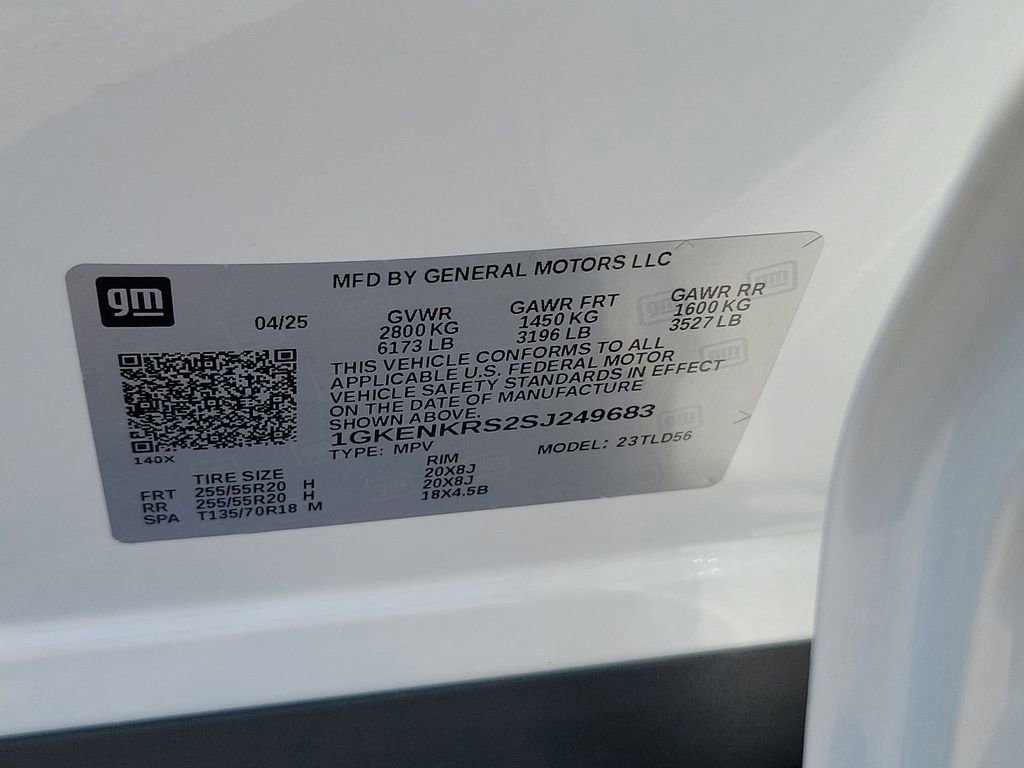 gm
MFD BY GENERAL MOTORS LLC
04/25
GVWR
2800 KG
6173 LB
GAWR FRT
1450 KG
3196 LB
GAWR RR
1600 KG
3527 LB
THIS VEHICLE CONFORMS TO ALL
APPLICABLE U.S. FEDERAL MOTOR
VEHICLE SAFETY STANDARDS IN EFFECT
ON THE DATE OF MANUFACTURE
SHOWN ABOVE.
1GKENKRS2SJ249683
TYPE: MPV
MODEL: 23TLD56
140X
TIRE SIZE
RIM
FRT 255/55R20 H 20X8J
RR 255/55R20 H 20X8J
SPA T135/70R18 M 18X4.5B